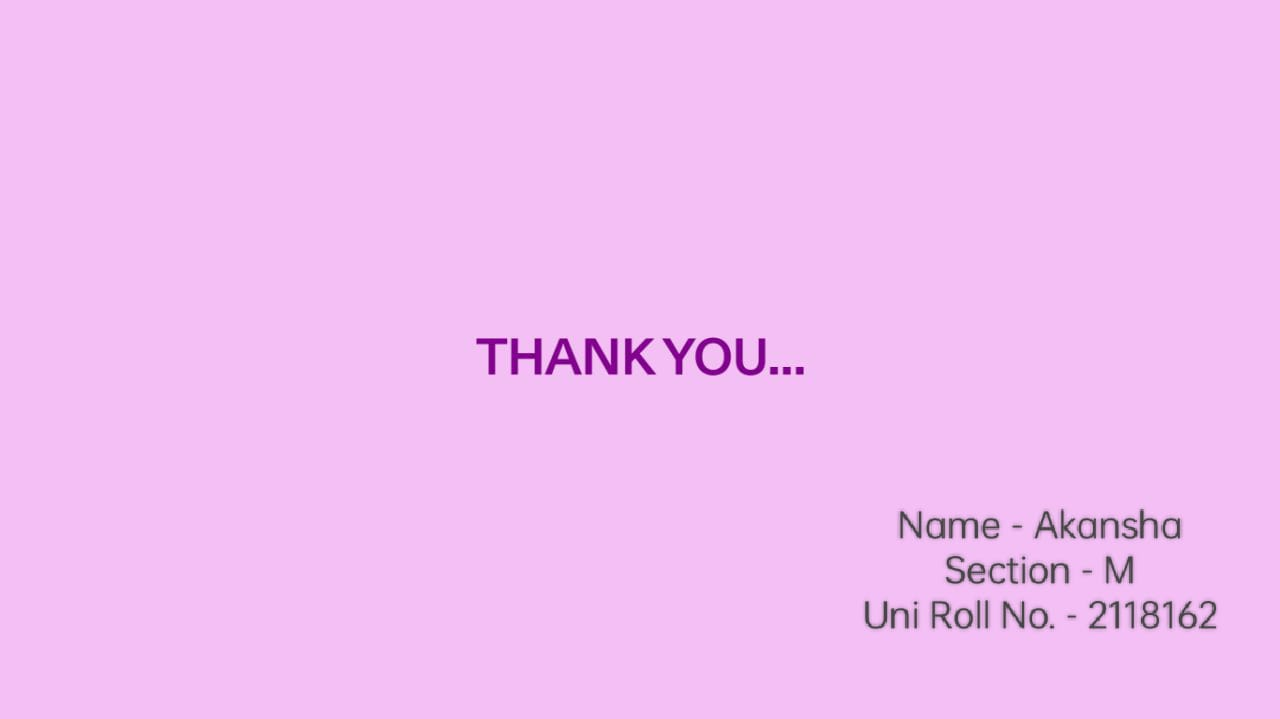 THANK YOU...
Name - Akansha
Section - M
Uni Roll No. - 2118162